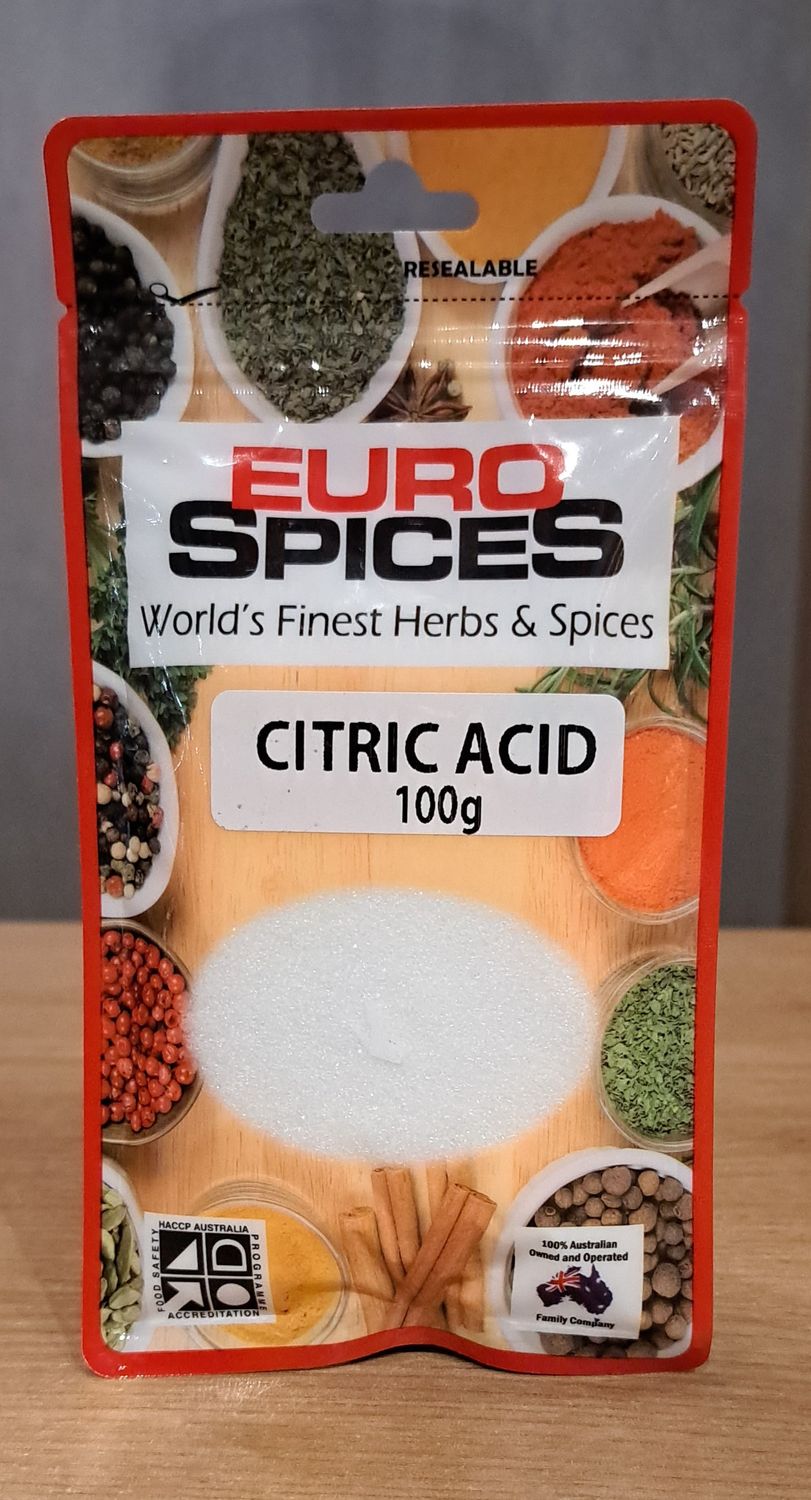 RESEALABLE
EURO
SPICES
World's Finest Herbs & Spices
CITRIC ACID
100g
HACCP AUSTRALIA
FOOD SAFETY
PROGRAMME
ACCREDITATION
100% Australian
Owned and Operated
Family Company